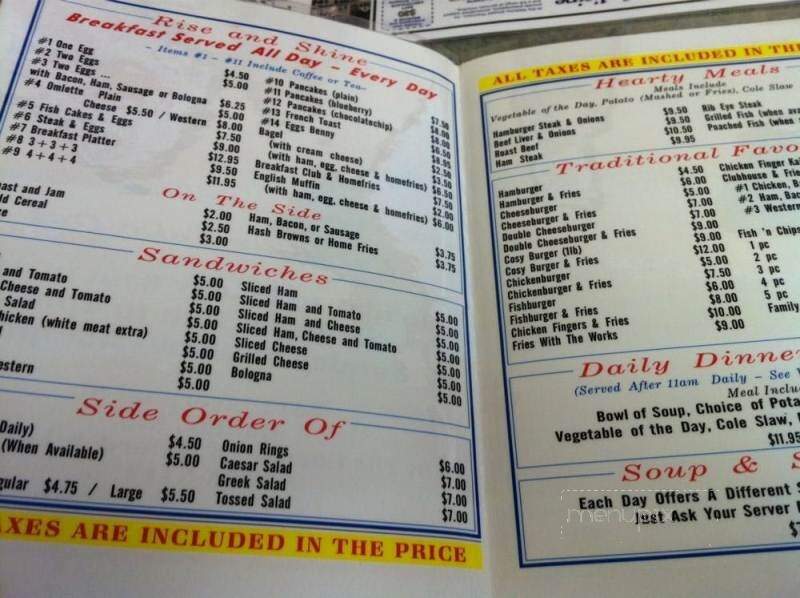 Rise and Shine
Breakfast Served All Day - Every Day
- Items #1 - #11 Include Coffee or Tea-
#1 One Egg $4.50
#2 Two Eggs $5.00
#3 Two Eggs ...
with Bacon, Ham, Sausage or Bologna $6.25
#4 Omlette Plain $5.00
Cheese $5.50 / Western $8.00
#5 Fish Cakes & Eggs $7.50
#6 Steak & Eggs $9.00
#7 Breakfast Platter $12.95
#8 3+3+3 $9.50
#9 4+4+4 $11.95
#10 Pancakes (plain) $7.50
#11 Pancakes (blueberry) $8.00
#12 Pancakes (chocolatechip) $8.00
#13 French Toast
#14 Eggs Benny
Bagel
(with cream cheese)
(with ham, egg, cheese & homefries) $6.50
Breakfast Club & Homefries $7.50
English Muffin $2.00
(with ham, egg, cheese & homefries) $6.00
On The Side
ast and Jam $2.00
d Cereal $2.50
$3.00
Ham, Bacon, or Sausage $3.75
Hash Browns or Home Fries $3.75
Sandwiches
and Tomato $5.00
Cheese and Tomato $5.00
Salad $5.00
hicken (white meat extra) $5.00
$5.00
$5.00
estern $5.00
$5.00
Sliced Ham $5.00
Sliced Ham and Tomato $5.00
Sliced Ham and Cheese $5.00
Sliced Ham, Cheese and Tomato $5.00
Sliced Cheese $5.00
Grilled Cheese $5.00
Bologna $5.00
Side Order Of
Daily) $4.50
(When Available) $5.00
gular $4.75 / Large $5.50
Onion Rings $6.00
Caesar Salad $7.00
Greek Salad $7.00
Tossed Salad $7.00
AXES ARE INCLUDED IN THE PRICE
ALL TAXES ARE INCLUDED IN THE
Hearty Meals
Meals Include
Vegetable of the Day, Potato (Mashed or Fries), Cole Slaw
Hamburger Steak & Onions $9.50
Beef Liver & Onions $9.50
Roast Beef $10.50
Ham Steak $9.95
Rib Eye Steak
Grilled Fish (when ava
Poached Fish (when
Traditional Favo
Hamburger $4.50
Hamburger & Fries $6.00
Cheeseburger $5.00
Cheeseburger & Fries $7.00
Double Cheeseburger $7.00
Double Cheeseburger & Fries $9.00
Cosy Burger (1lb) $9.00
Cosy Burger & Fries $12.00
Chickenburger $5.00
Chickenburger & Fries $7.50
Fishburger $6.00
Fishburger & Fries $8.00
Chicken Fingers & Fries $10.00
Fries With The Works $9.00
Chicken Finger Ka
Clubhouse & Frie
#1 Chicken, B
#2 Ham, Ba
#3 Western
Fish 'n Chips
1 pc
2 pc
3 pc
4 pc
5 pc
Family
Daily Dinne
(Served After 11am Daily - See
Meal Inclu
Bowl of Soup, Choice of Pota
Vegetable of the Day, Cole Slaw,
$11.95
Soup & S
Each Day Offers A Different
Just Ask Your Server
menupix